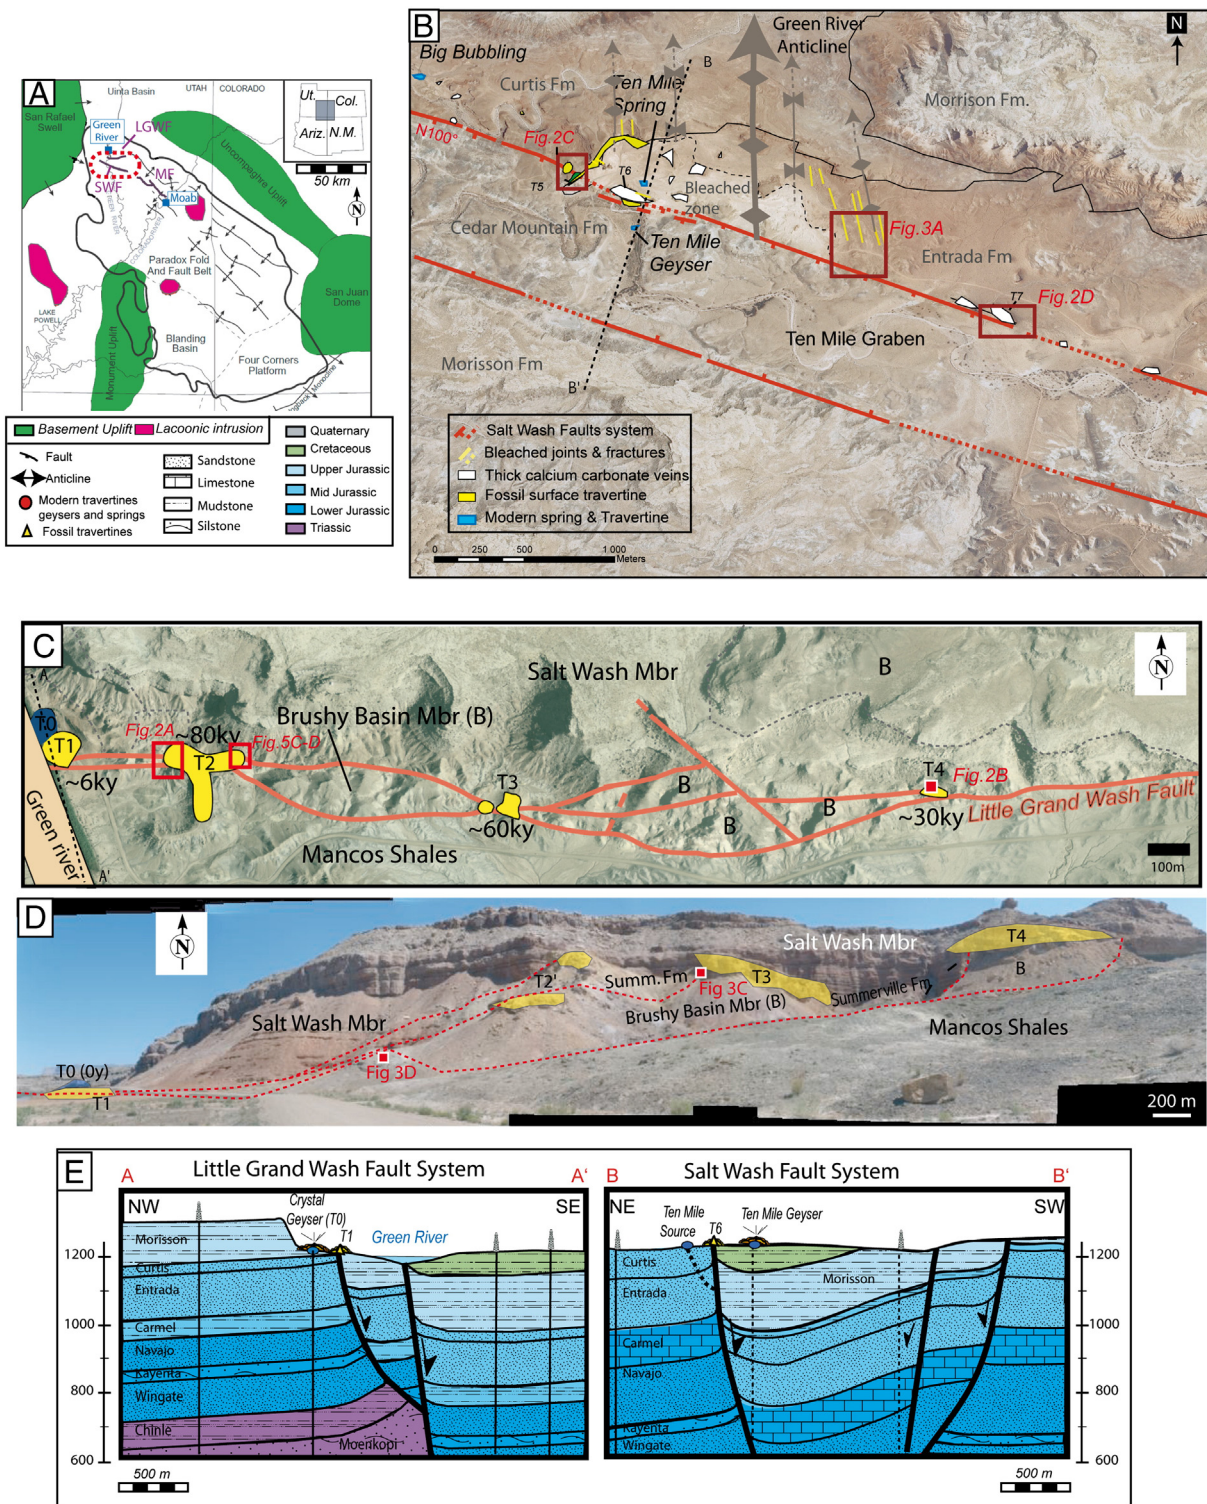 A
Uinta Basin
UTAH
COLORADO
San Rafael
Swell
Green
River
LGWF
SWF
MF
Moab
GREEN RIVER
COLORADO RIVER
Uncompaghre Uplift
Ut.
Col.
Ariz.
N.M.
50 km
N
Paradox Fold
And Fault Belt
San Juan
Dome
LAKE
POWELL
Monument Uplift
Blanding
Basin
Four Corners
Platform
Monocline
Basement Uplift
Lacoonic intrusion
Fault
Anticline
Modern travertines
geysers and springs
Fossil travertines
Sandstone
Limestone
Mudstone
Silstone
Quaternary
Cretaceous
Upper Jurassic
Mid Jurassic
Lower Jurassic
Triassic
B
Big Bubbling
Curtis Fm
Ten Mile
Spring
B
Green River
Anticline
N
Morrison Fm.
N100°
Fig.2C
T5
T6
Bleached
zone
Cedar Mountain Fm
Ten Mile
Geyser
Fig.3A
Entrada Fm
T7
Fig.2D
Ten Mile Graben
Morisson Fm
B'
Salt Wash Faults system
Bleached joints & fractures
Thick calcium carbonate veins
Fossil surface travertine
Modern spring & Travertine
0 250 500 1 000
Meters
C
A
T0
T1
~6ky
Fig.2A
~80ky
T2
Fig.5C-D
Brushy Basin Mbr (B)
Salt Wash Mbr
B
N
T3
~60ky
B
B
B
T4
Fig.2B
~30ky
Little Grand Wash Fault
Mancos Shales
Green river
A'
100m
D
N
Salt Wash Mbr
T4
T2'
Summ. Fm
Fig 3C
T3
Summerville Fm
B
Brushy Basin Mbr (B)
Salt Wash Mbr
Mancos Shales
Fig 3D
T0 (0y)
T1
200 m
E
A
Little Grand Wash Fault System
A'
NW
Crystal
Geyser (T0)
T1
Green River
SE
Morisson
Curtis
Entrada
Carmel
Navajo
Kayenta
Wingate
Chinle
Moenkopi
1200
1000
800
600
500 m
B
Salt Wash Fault System
B'
NE
Ten Mile
Source
T6
Ten Mile Geyser
SW
Curtis
Entrada
Morisson
Carmel
Navajo
Kayenta
Wingate
1200
1000
800
600
500 m